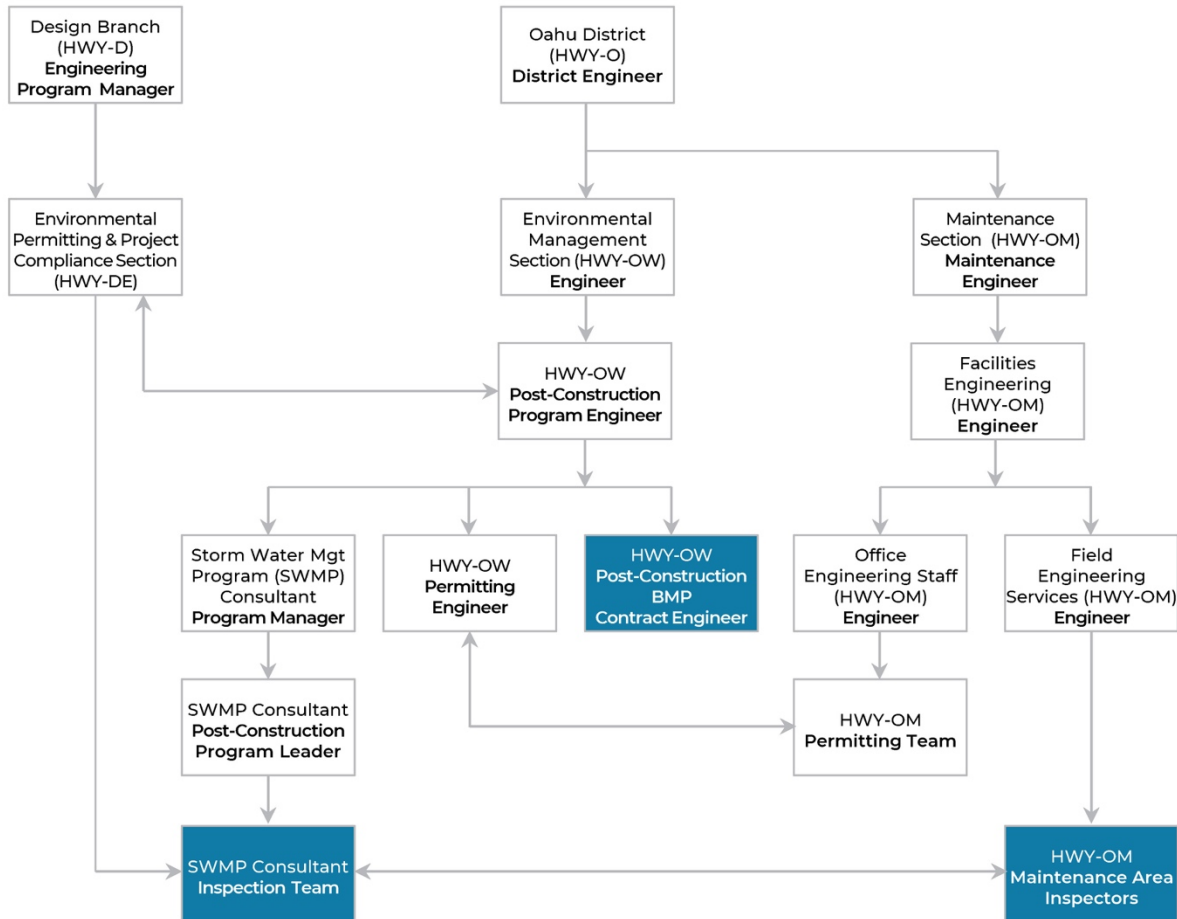 Design Branch
(HWY-D)
Engineering
Program Manager
Oahu District
(HWY-O)
District Engineer
Environmental
Permitting & Project
Compliance Section
(HWY-DE)
Environmental
Management
Section (HWY-OW)
Engineer
Maintenance
Section (HWY-OM)
Maintenance
Engineer
HWY-OW
Post-Construction
Program Engineer
Facilities
Engineering
(HWY-OM)
Engineer
Storm Water Mgt
Program (SWMP)
Consultant
Program Manager
HWY-OW
Permitting
Engineer
HWY-OW
Post-Construction
BMP
Contract Engineer
Office
Engineering Staff
(HWY-OM)
Engineer
Field
Engineering
Services (HWY-OM)
Engineer
SWMP Consultant
Post-Construction
Program Leader
HWY-OM
Permitting Team
SWMP Consultant
Inspection Team
HWY-OM
Maintenance Area
Inspectors